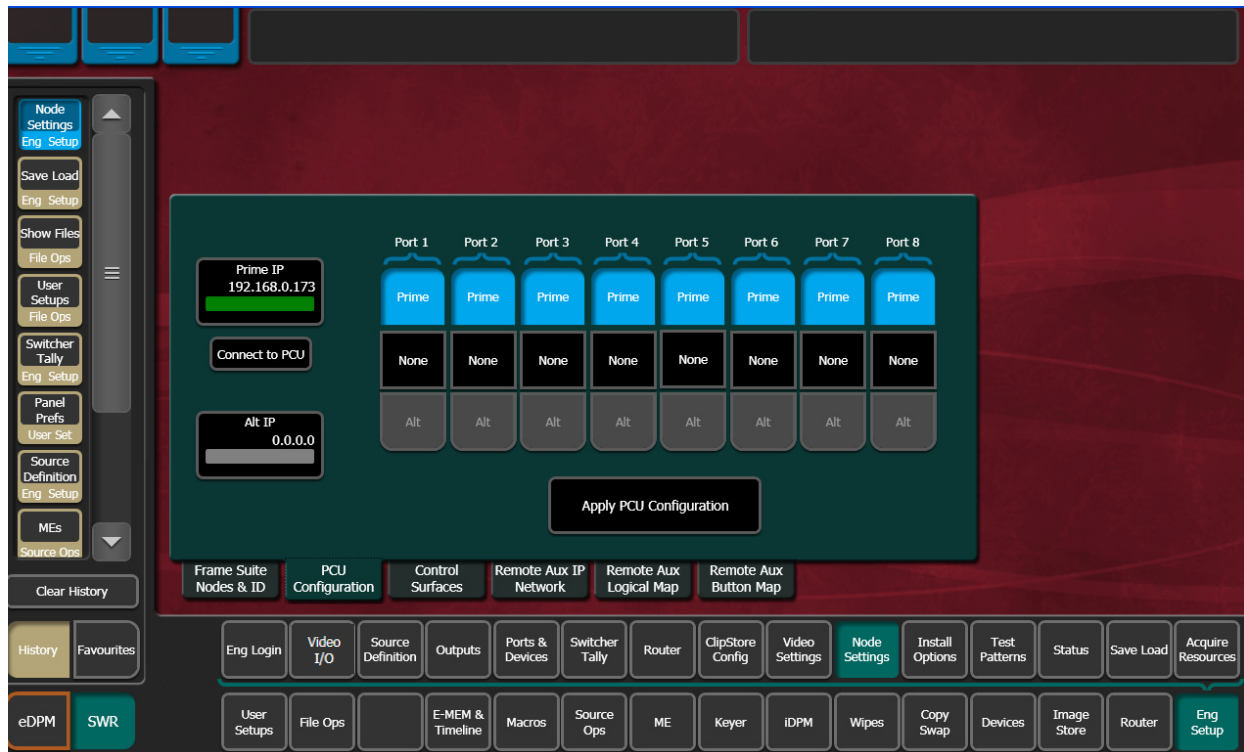 Node
Settings
Eng Setup
Save Load
Eng Setup
Show Files
File Ops
User
Setups
File Ops
Switcher
Tally
Eng Setup
Panel
Prefs
User Set
Source
Definition
Eng Setup
MEs
Source Ops
Clear History
History
Favourites
eDPM
SWR
Port 1
Port 2
Port 3
Port 4
Port 5
Port 6
Port 7
Port 8
Prime IP
192.168.0.173
Prime
Prime
Prime
Prime
Prime
Prime
Prime
Prime
Connect to PCU
None
None
None
None
None
None
None
None
Alt IP
0.0.0.0
Alt
Alt
Alt
Alt
Alt
Alt
Alt
Alt
Apply PCU Configuration
Frame Suite
Nodes & ID
PCU
Configuration
Control
Surfaces
Remote Aux IP
Network
Remote Aux
Logical Map
Remote Aux
Button Map
Eng Login
Video
I/O
Source
Definition
Outputs
Ports &
Devices
Switcher
Tally
Router
ClipStore
Config
Video
Settings
Node
Settings
Install
Options
Test
Patterns
Status
Save Load
Acquire
Resources
User
Setups
File Ops
E-MEM &
Timeline
Macros
Source
Ops
ME
Keyer
iDPM
Wipes
Copy
Swap
Devices
Image
Store
Router
Eng
Setup